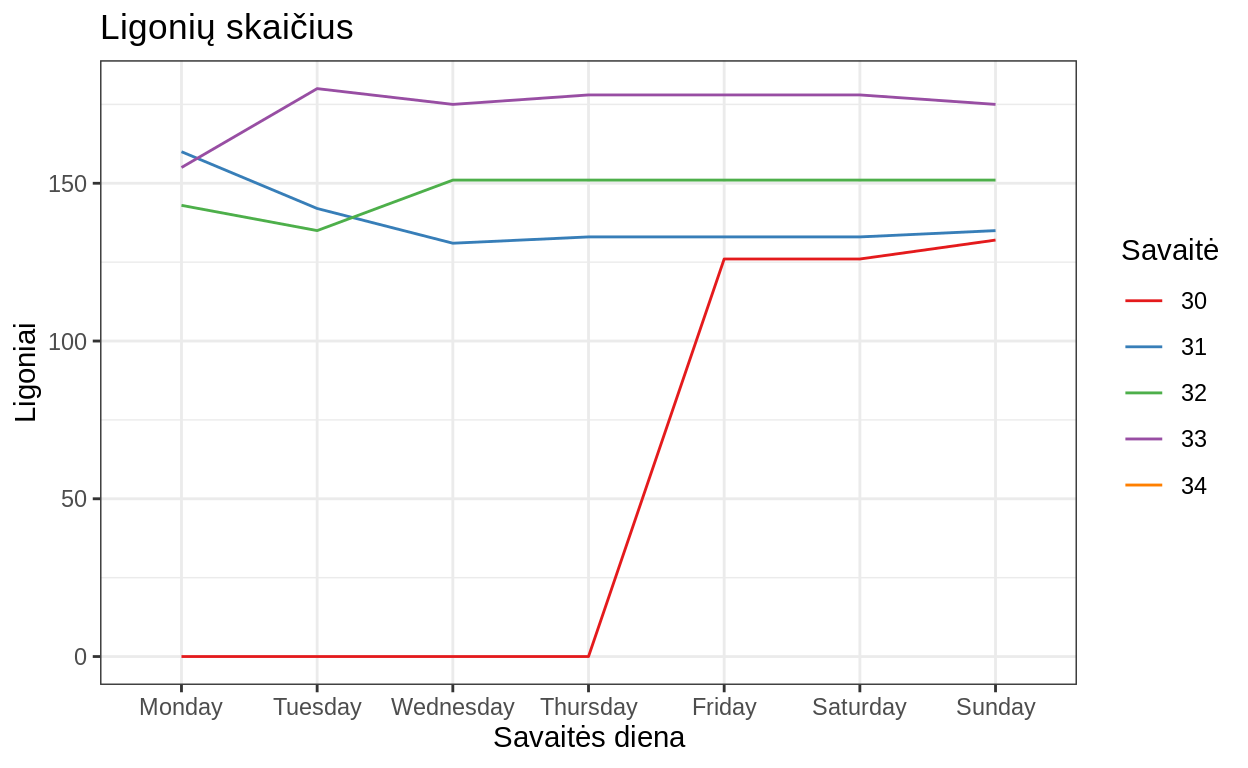 Ligonių skaičius
Ligoniai
150
100
50
0
Monday Tuesday Wednesday Thursday Friday Saturday Sunday
Savaitės diena
Savaitė
30
31
32
33
34